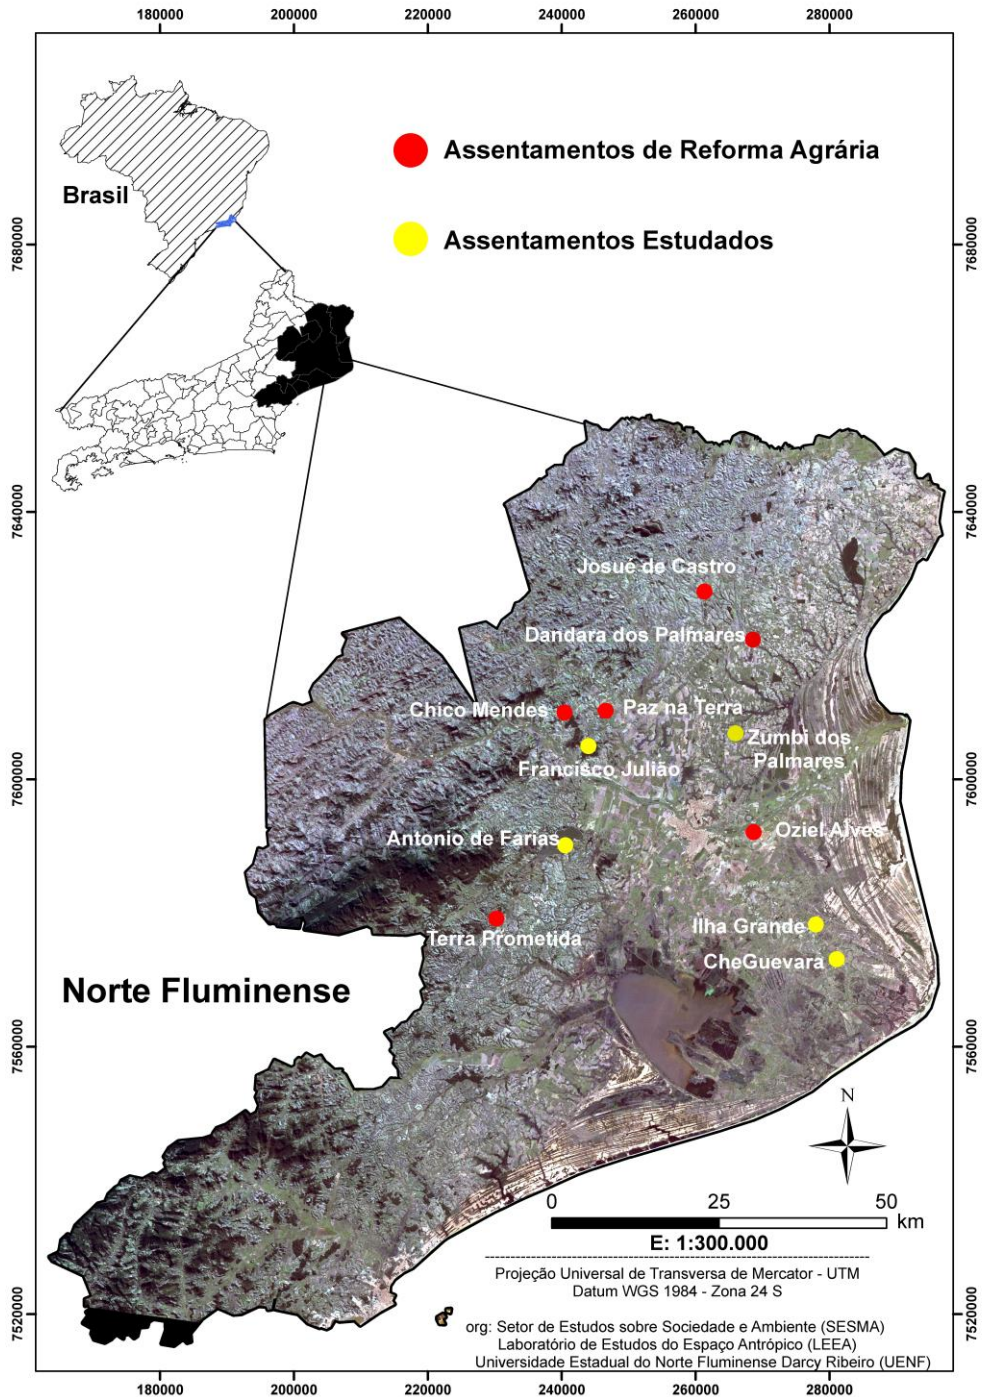 180000 200000 220000 240000 260000 280000
Assentamentos de Reforma Agrária
Brasil
Assentamentos Estudados
7680000 7680000
7640000 7640000
Josué de Castro
Dandara dos Palmares
Chico Mendes
Paz na Terra
Zumbi dos
Palmares
Francisco Julião
7600000 7600000
Oziel Alves
Antonio de Farias
Ilha Grande
Terra Prometida
CheGuevara
Norte Fluminense
7560000 7560000
N
0 25 50
km
E: 1:300.000
Projeção Universal de Transversa de Mercator - UTM
Datum WGS 1984 - Zona 24 S
7520000 7520000
org: Setor de Estudos sobre Sociedade e Ambiente (SESMA)
Laboratório de Estudos do Espaço Antrópico (LEEA)
Universidade Estadual do Norte Fluminense Darcy Ribeiro (UENF)
180000 200000 220000 240000 260000 280000